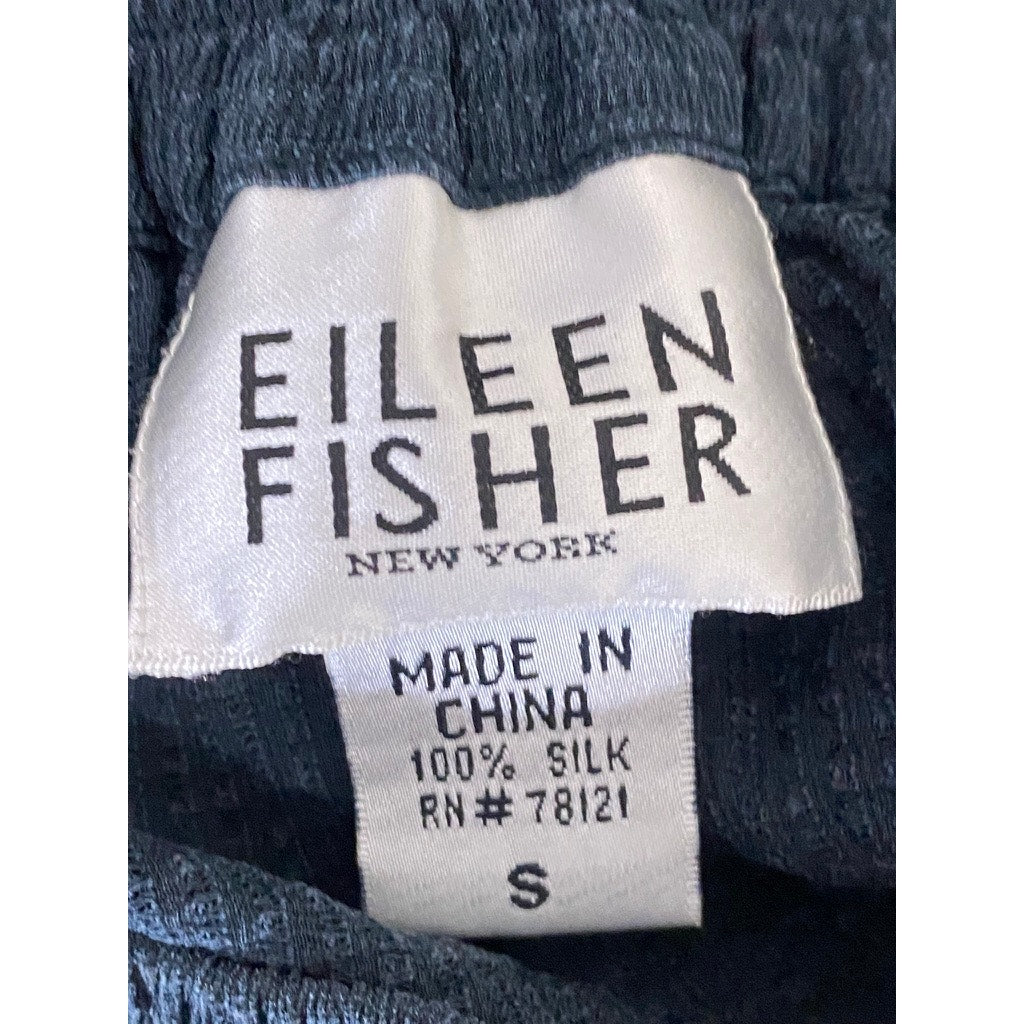 EILEEN
FISHER
NEW YORK
MADE IN
CHINA
100% SILK
RN# 78121
S